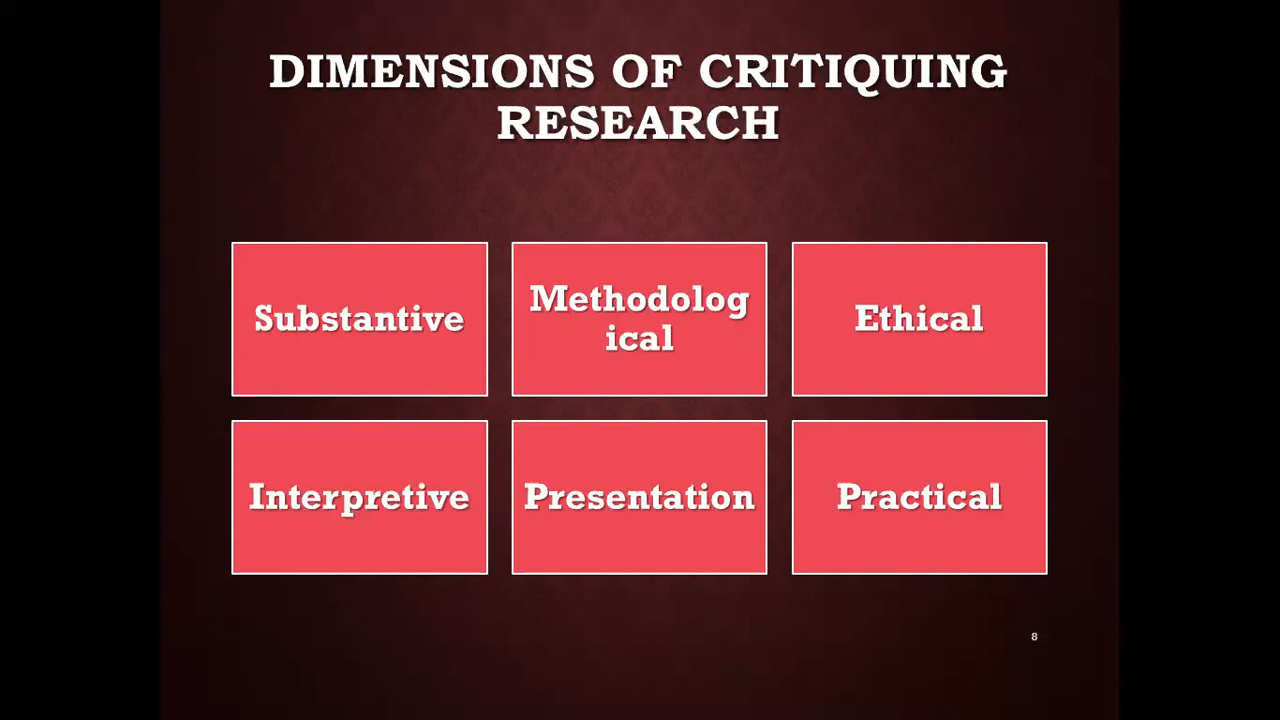 DIMENSIONS OF CRITIQUING
RESEARCH
Substantive
Methodolog
ical
Ethical
Interpretive
Presentation
Practical
8